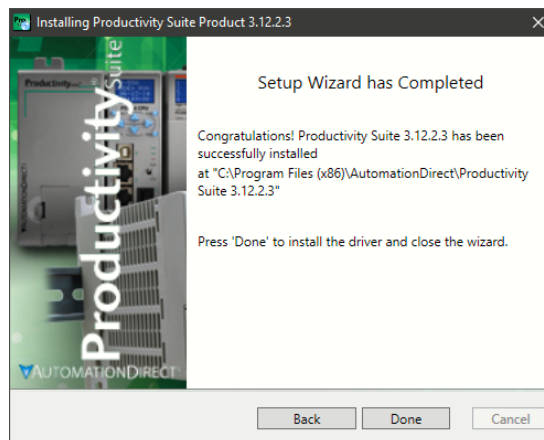 Pro
Installing Productivity Suite Product 3.12.2.3
Productivity Suite
Productivity
AUTOMATIONDIRECT
Setup Wizard has Completed
Congratulations! Productivity Suite 3.12.2.3 has been
successfully installed
at "C:\Program Files (x86)\AutomationDirect\Productivity
Suite 3.12.2.3"
Press 'Done' to install the driver and close the wizard.
Back
Done
Cancel